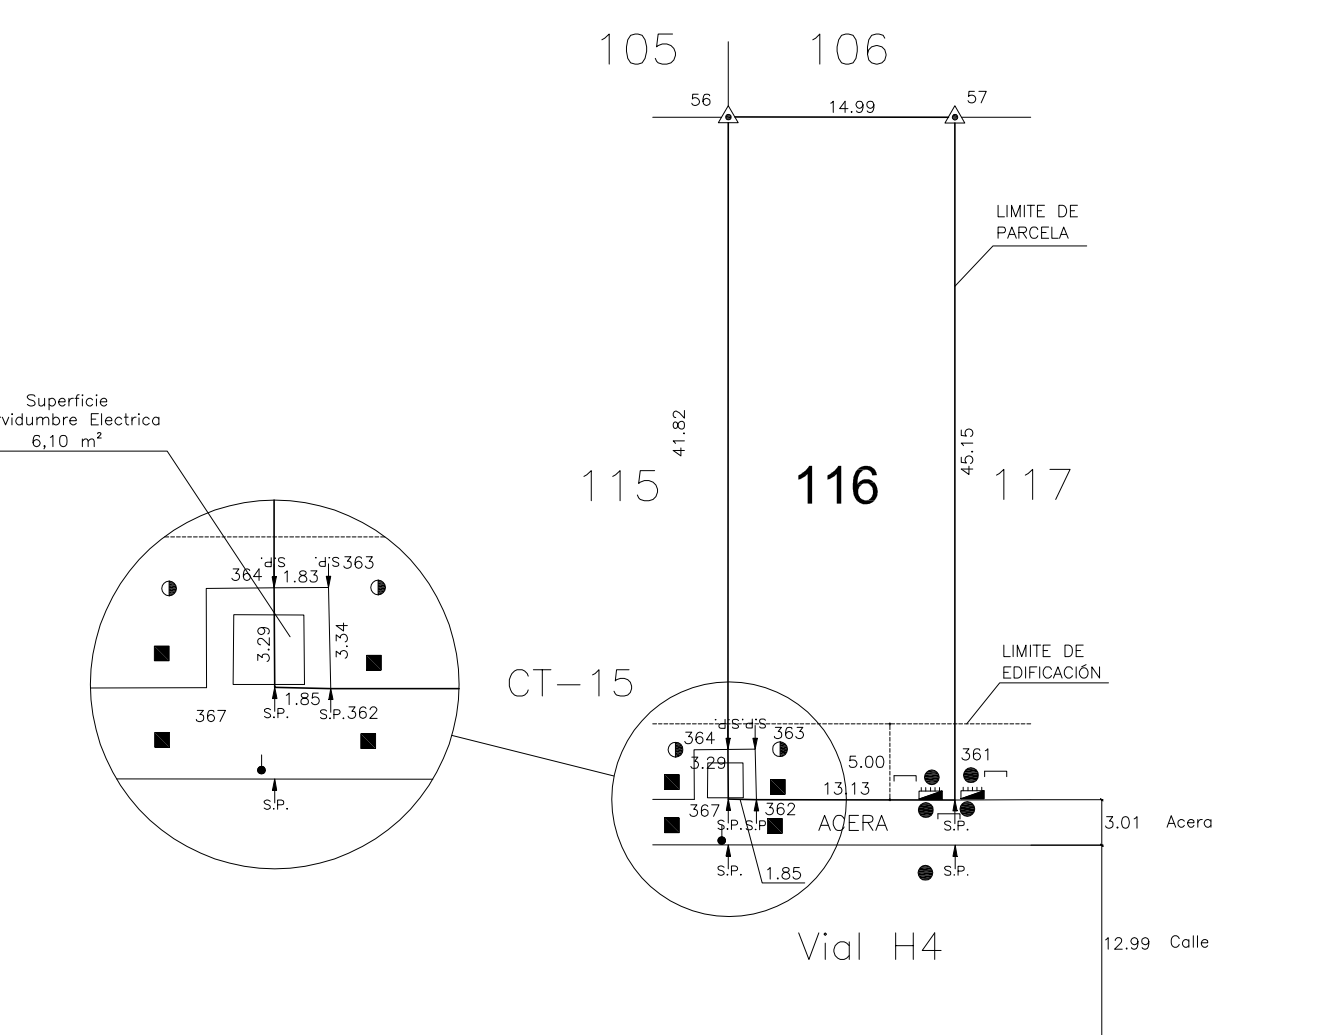 105
106
56
57
14.99
LIMITE DE
PARCELA
Superficie
Electrica
6,10 m²
41.82
45.15
115
116
117
S.P.
S.P.
363
364
1.83
3.29
3.34
1.85
367
S.P.
S.P.
362
S.P.
CT-15
LIMITE DE
EDIFICACIÓN
S.P.
S.P.
363
364
3.29
5.00
361
13.13
367
362
S.P.
S.P.
ACERA
S.P.
3.01 Acera
S.P.
1.85
S.P.
Vial H4
12.99 Calle